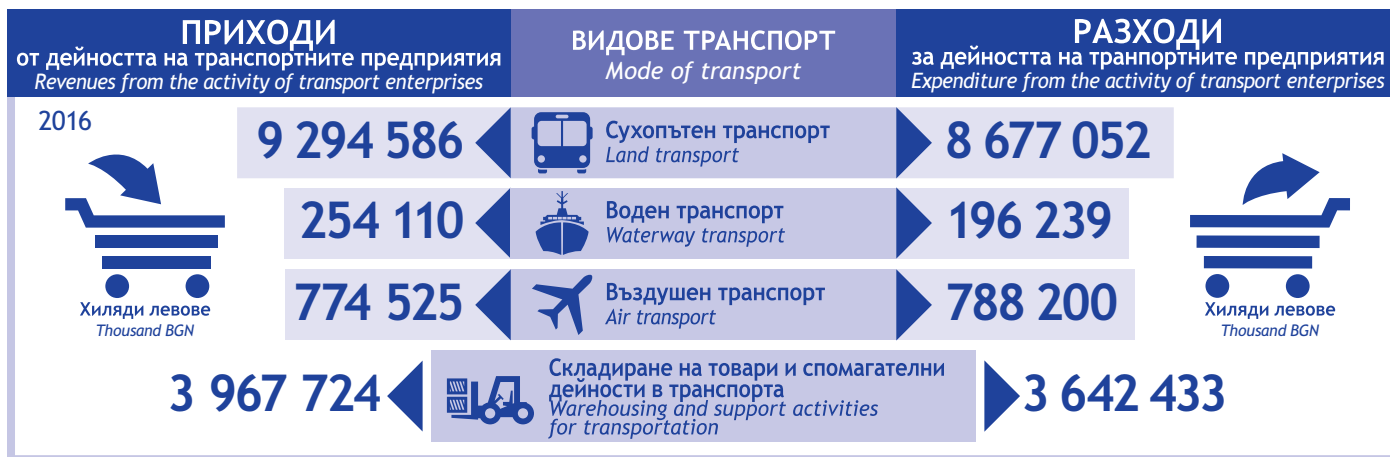 ПРИХОДИ
от дейността на транспортните предприятия
Revenues from the activity of transport enterprises
ВИДОВЕ ТРАНСПОРТ
Mode of transport
РАЗХОДИ
за дейността на транпортните предприятия
Expenditure from the activity of transport enterprises
2016
9 294 586
Сухопътен транспорт
Land transport
8 677 052
254 110
Воден транспорт
Waterway transport
196 239
774 525
Въздушен транспорт
Air transport
788 200
Хиляди левове
Thousand BGN
Хиляди левове
Thousand BGN
3 967 724
Складиране на товари и спомагателни
дейности в транспорта
Warehousing and support activities
for transportation
3 642 433